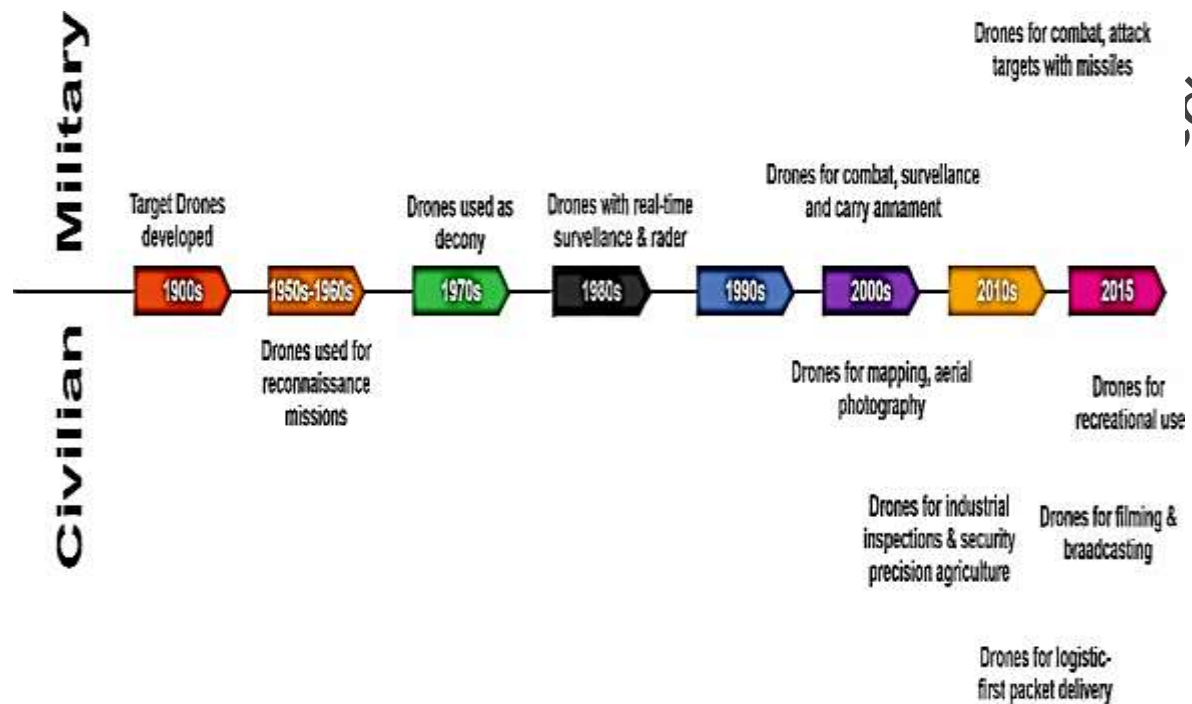 Military
Civilian
Drones for combat, attack
targets with missiles
Drones for combat, survellance
and carry annament
Target Drones
developed
Drones used as
decony
Drones with real-time
survellance & rader
1900s
1950s-1960s
1970s
1980s
1990s
2000s
2010s
2015
Drones used for
reconnaissance
missions
Drones for mapping, aerial
photography
Drones for
recreational use
Drones for industrial
inspections & security
precision agriculture
Drones for filming &
braadcasting
Drones for logistic-
first packet delivery